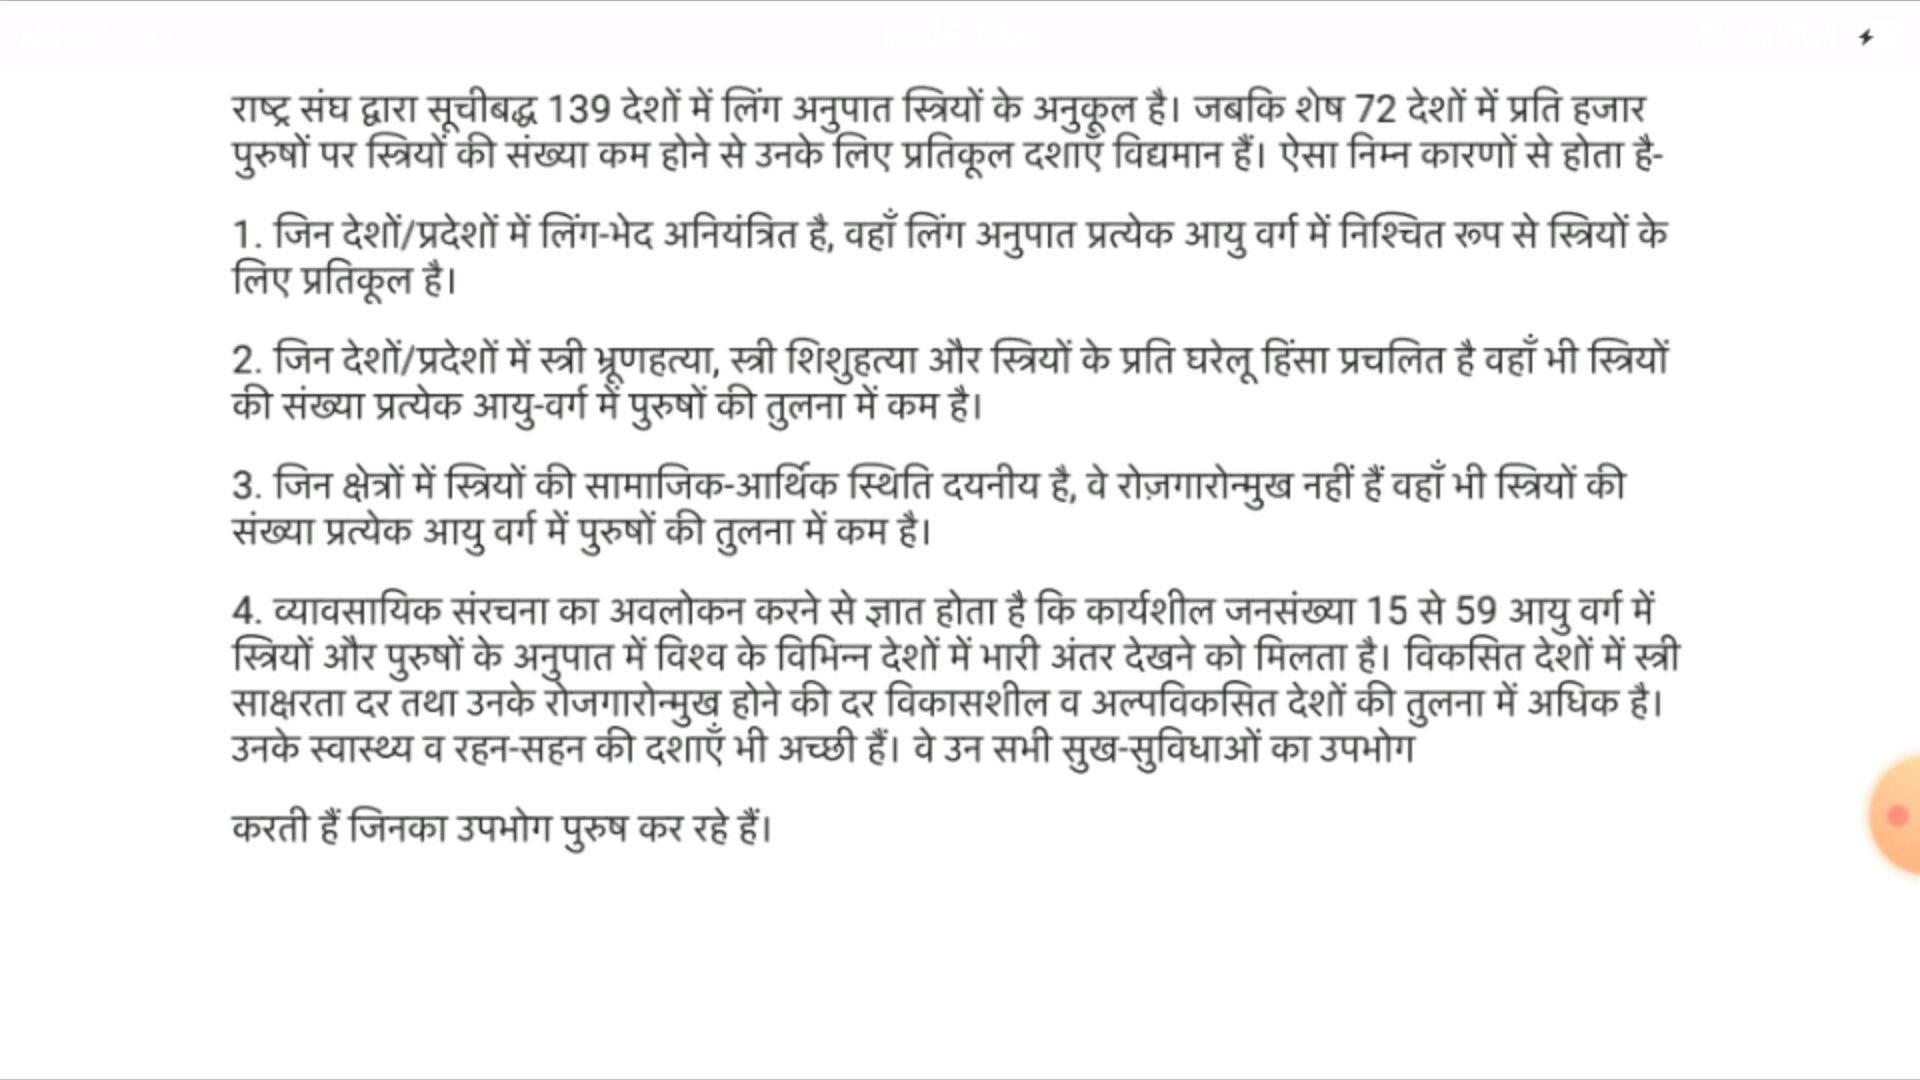 राष्ट्र संघ द्वारा सूचीबद्ध 139 देशों में लिंग अनुपात स्त्रियों के अनुकूल है। जबकि शेष 72 देशों में प्रति हजार
पुरुषों पर स्त्रियों की संख्या कम होने से उनके लिए प्रतिकूल दशाएँ विद्यमान हैं। ऐसा निम्न कारणों से होता है-
1. जिन देशों/प्रदेशों में लिंग-भेद अनियंत्रित है, वहाँ लिंग अनुपात प्रत्येक आयु वर्ग में निश्चित रूप से स्त्रियों के
लिए प्रतिकूल है।
2. जिन देशों/प्रदेशों में स्त्री भ्रूणहत्या, स्त्री शिशुहत्या और स्त्रियों के प्रति घरेलू हिंसा प्रचलित है वहाँ भी स्त्रियों
की संख्या प्रत्येक आयु-वर्ग में पुरुषों की तुलना में कम है।
3. जिन क्षेत्रों में स्त्रियों की सामाजिक-आर्थिक स्थिति दयनीय है, वे रोज़गारोन्मुख नहीं हैं वहाँ भी स्त्रियों की
संख्या प्रत्येक आयु वर्ग में पुरुषों की तुलना में कम है।
4. व्यावसायिक संरचना का अवलोकन करने से ज्ञात होता है कि कार्यशील जनसंख्या 15 से 59 आयु वर्ग में
स्त्रियों और पुरुषों के अनुपात में विश्व के विभिन्न देशों में भारी अंतर देखने को मिलता है। विकसित देशों में स्त्री
साक्षरता दर तथा उनके रोजगारोन्मुख होने की दर विकासशील व अल्पविकसित देशों की तुलना में अधिक है।
उनके स्वास्थ्य व रहन-सहन की दशाएँ भी अच्छी हैं। वे उन सभी सुख-सुविधाओं का उपभोग
करती हैं जिनका उपभोग पुरुष कर रहे हैं।